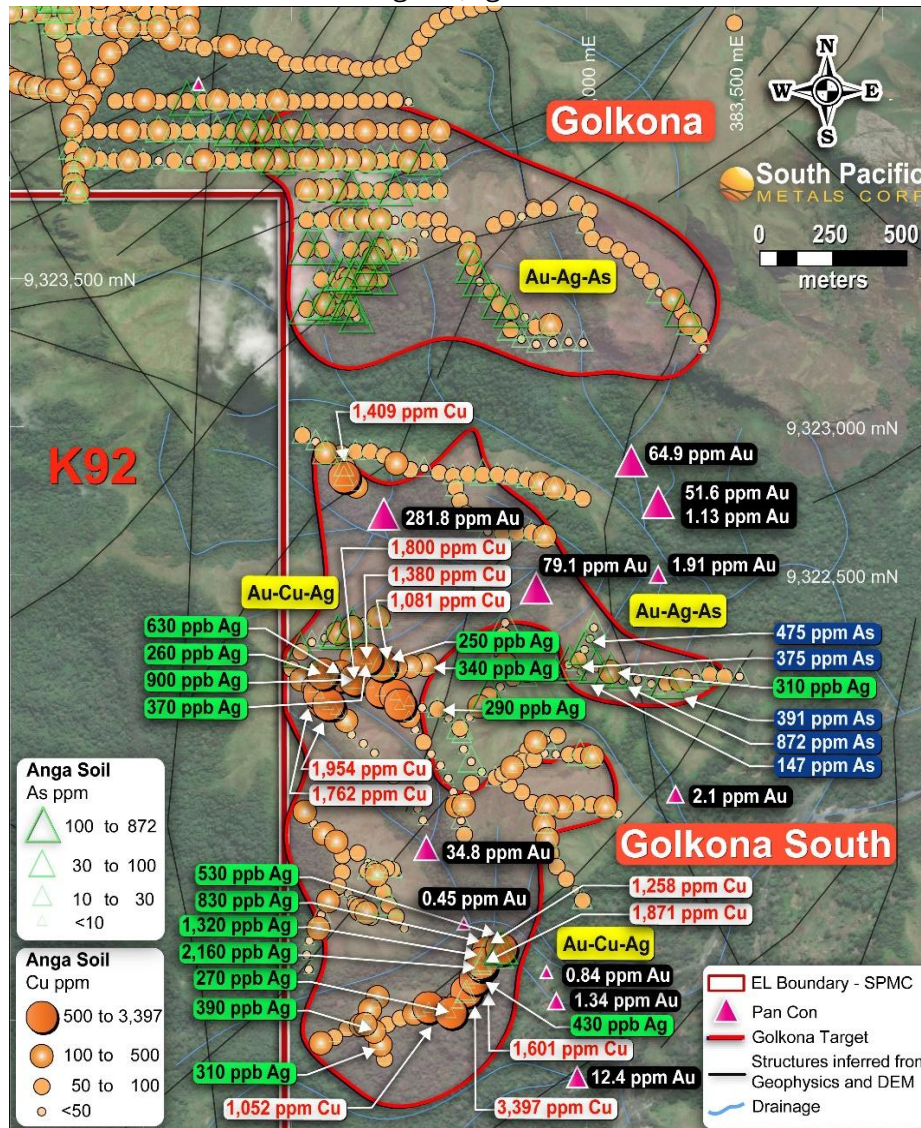 Golkona
383,500 mE
,000 mE
N
W
E
S
South Pacific
METALS CORP
0 250 500
meters
9,323,500 mN
Au-Ag-As
1,409 ppm Cu
9,323,000 mN
K92
64.9 ppm Au
51.6 ppm Au
1.13 ppm Au
281.8 ppm Au
1,800 ppm Cu
1,380 ppm Cu
1,081 ppm Cu
79.1 ppm Au
1.91 ppm Au
9,322,500 mN
Au-Cu-Ag
Au-Ag-As
630 ppb Ag
260 ppb Ag
900 ppb Ag
370 ppb Ag
250 ppb Ag
340 ppb Ag
290 ppb Ag
475 ppm As
375 ppm As
310 ppb Ag
391 ppm As
872 ppm As
147 ppm As
1,954 ppm Cu
1,762 ppm Cu
2.1 ppm Au
Golkona South
34.8 ppm Au
530 ppb Ag
830 ppb Ag
1,320 ppb Ag
2,160 ppb Ag
270 ppb Ag
390 ppb Ag
310 ppb Ag
0.45 ppm Au
1,258 ppm Cu
1,871 ppm Cu
Au-Cu-Ag
0.84 ppm Au
1.34 ppm Au
430 ppb Ag
1,601 ppm Cu
12.4 ppm Au
1,052 ppm Cu
3,397 ppm Cu
Anga Soil
As ppm
100 to 872
30 to 100
10 to 30
<10
Anga Soil
Cu ppm
500 to 3,397
100 to 500
50 to 100
<50
EL Boundary - SPMC
Pan Con
Golkona Target
Structures inferred from
Geophysics and DEM
Drainage